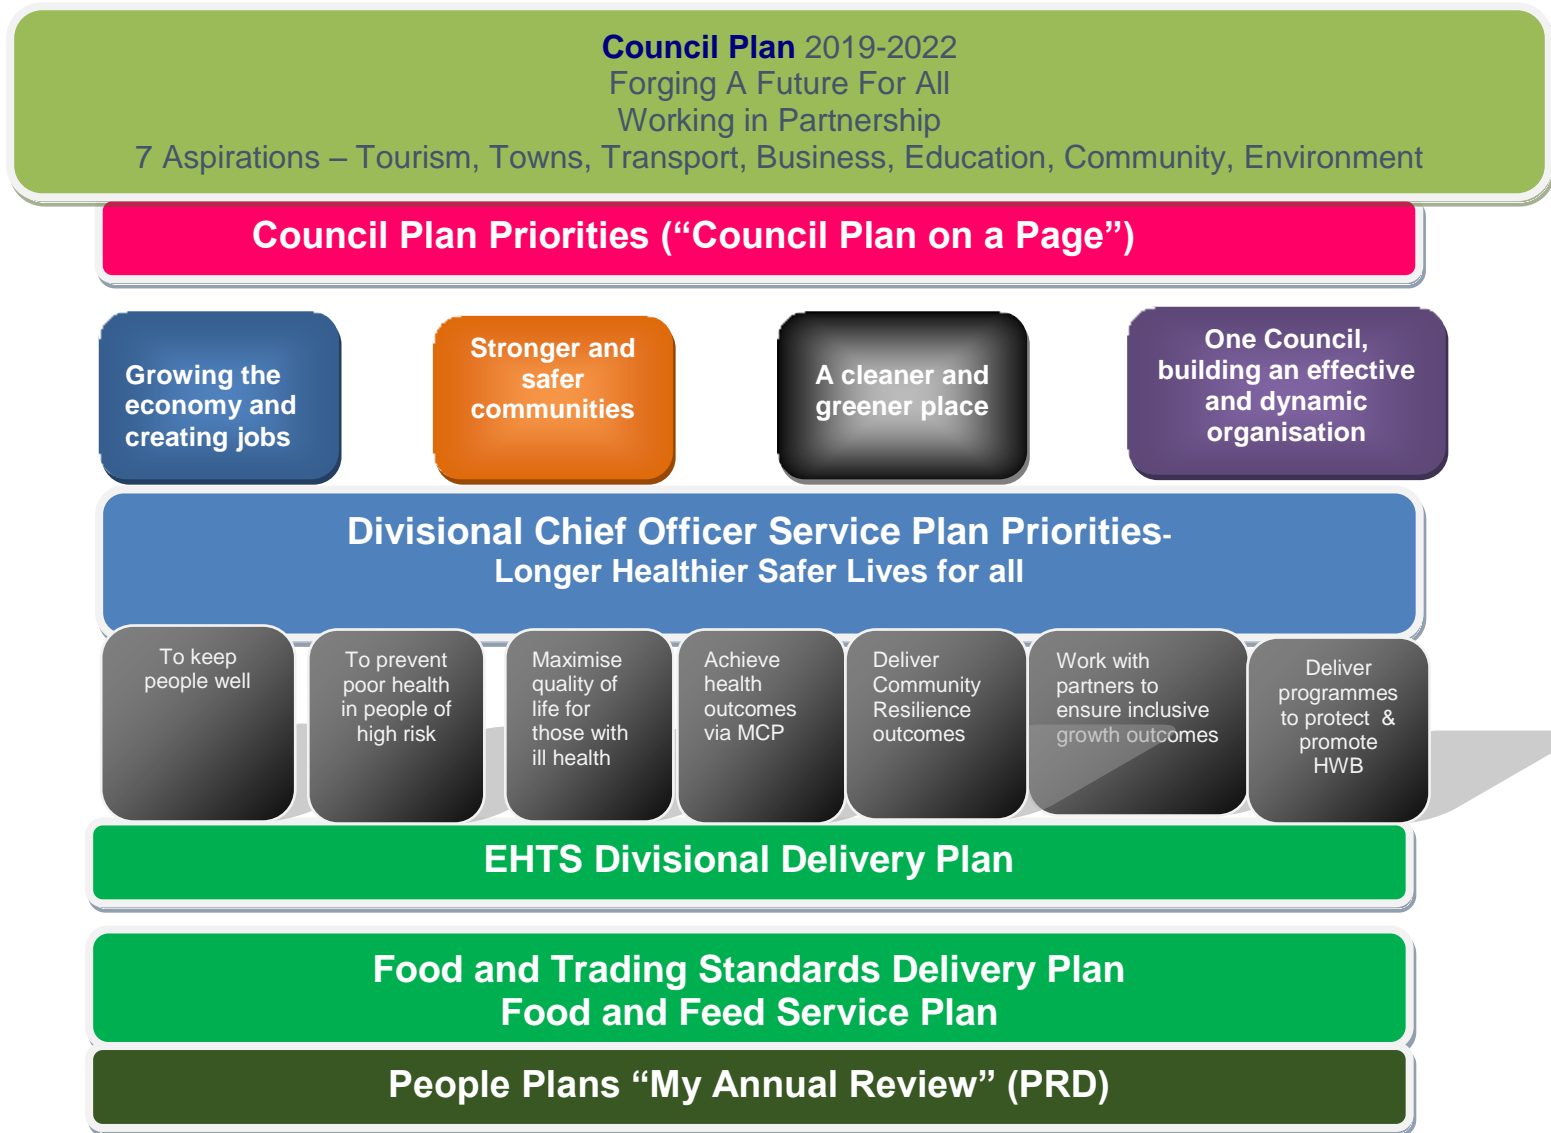 Council Plan 2019-2022
Forging A Future For All
Working in Partnership
7 Aspirations – Tourism, Towns, Transport, Business, Education, Community, Environment
Council Plan Priorities (“Council Plan on a Page”)
Growing the
economy and
creating jobs
Stronger and
safer
communities
A cleaner and
greener place
One Council,
building an effective
and dynamic
organisation
Divisional Chief Officer Service Plan Priorities-
Longer Healthier Safer Lives for all
To keep
people well
To prevent
poor health
in people of
high risk
Maximise
quality of
life for
those with
ill health
Achieve
health
outcomes
via MCP
Deliver
Community
Resilience
outcomes
Work with
partners to
ensure inclusive
growth outcomes
Deliver
programmes
to protect &
promote
HWB
EHTS Divisional Delivery Plan
Food and Trading Standards Delivery Plan
Food and Feed Service Plan
People Plans “My Annual Review” (PRD)